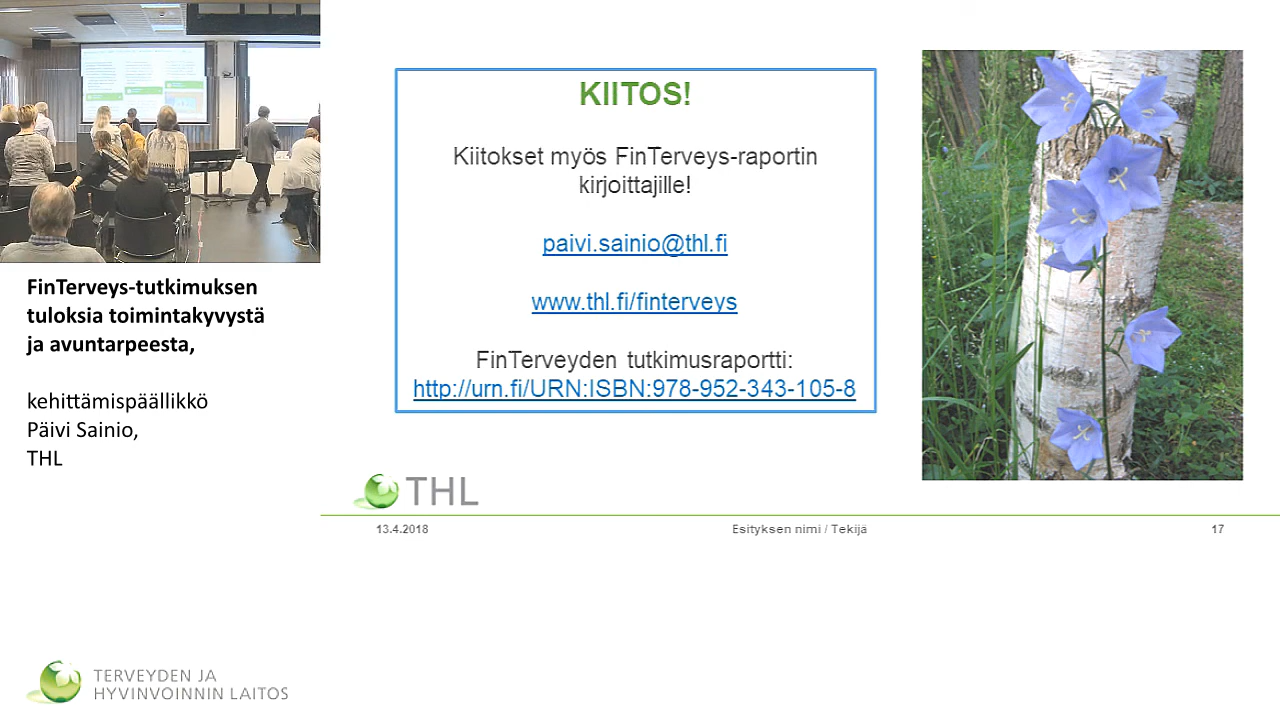 FinTerveys-tutkimuksen
tuloksia toimintakyvystä
ja avuntarpeesta,
kehittämispäällikkö
Päivi Sainio,
THL
KIITOS!
Kiitokset myös FinTerveys-raportin
kirjoittajille!
paivi.sainio@thl.fi
www.thl.fi/finterveys
FinTerveyden tutkimusraportti:
http://urn.fi/URN:ISBN:978-952-343-105-8
THL
13.4.2018
Esityksen nimi / Tekijä
17
TERVEYDEN JA
HYVINVOINNIN LAITOS